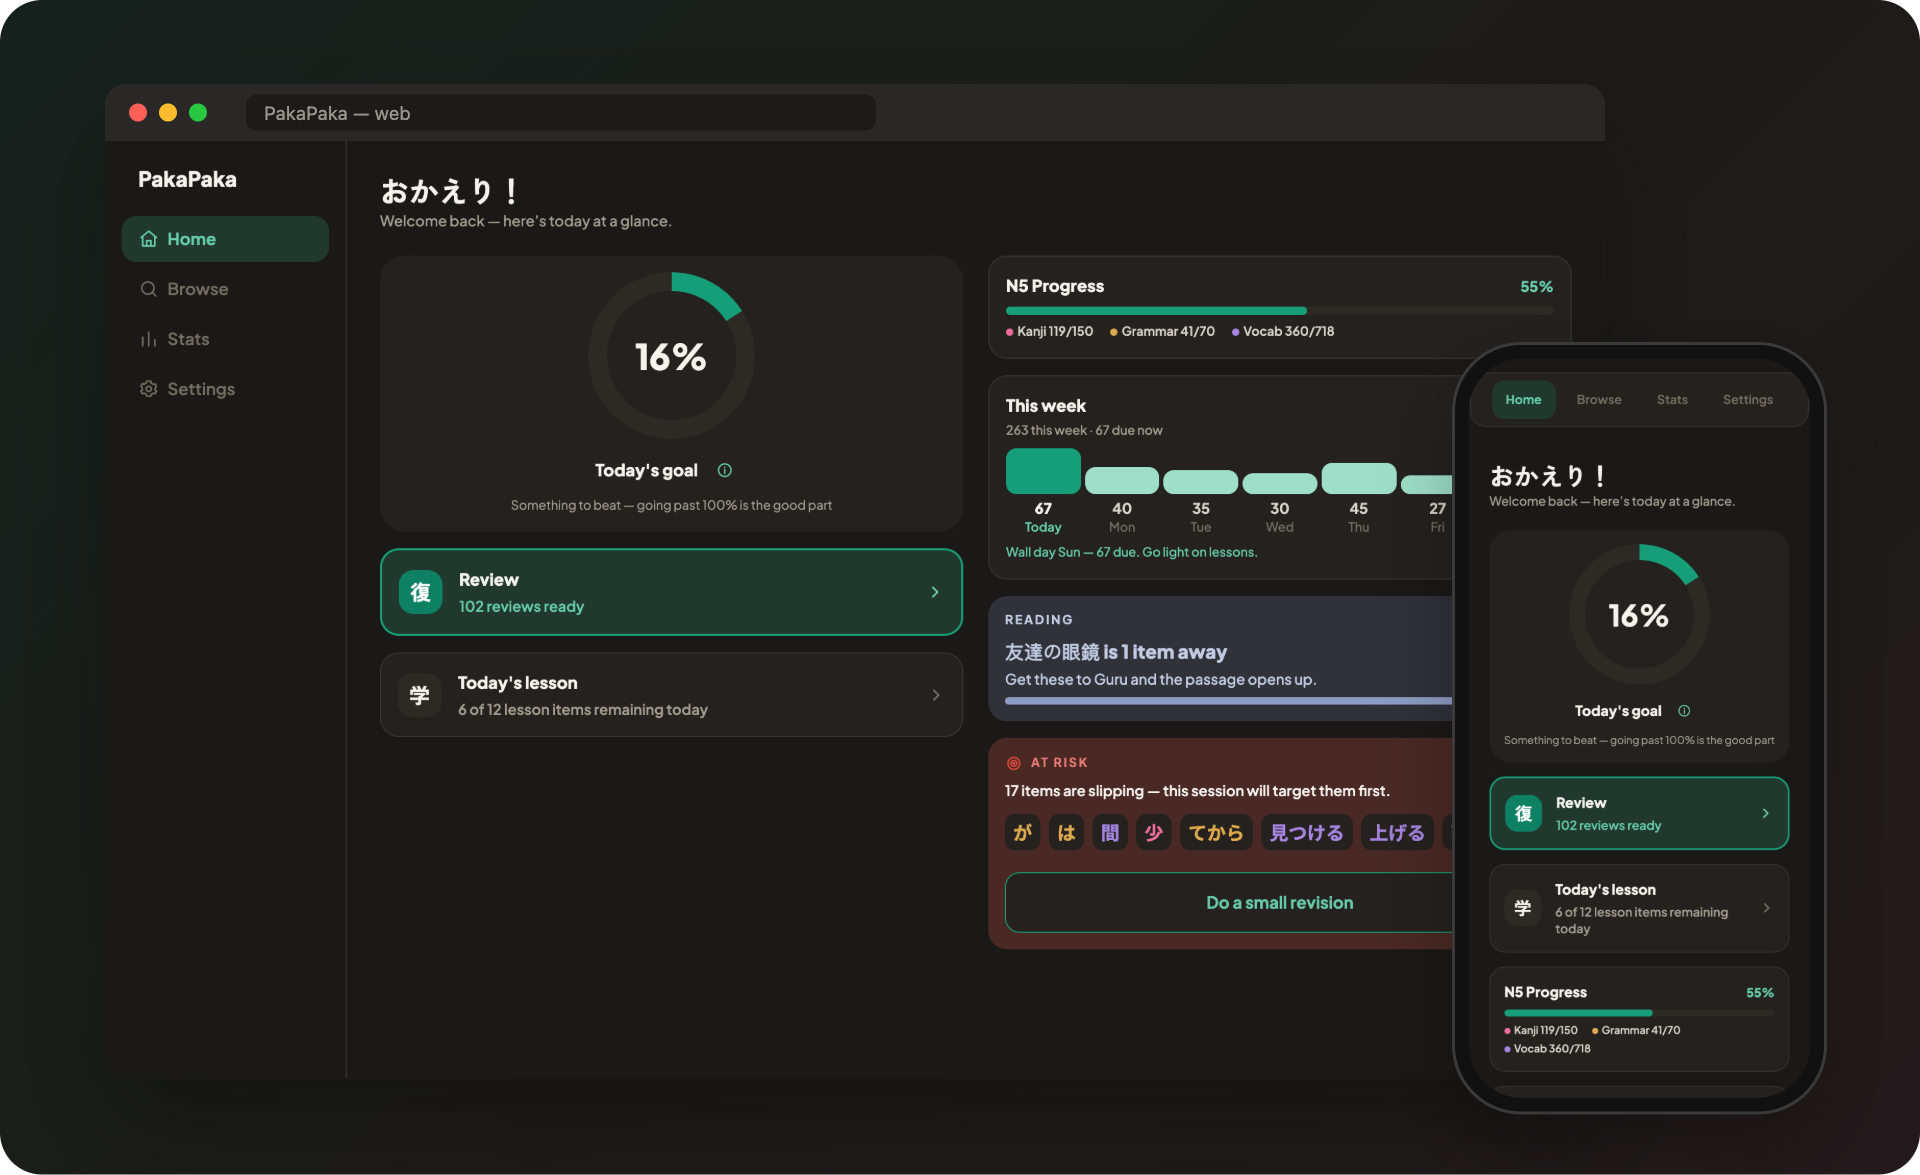 PakaPaka — web
PakaPaka
Home
Browse
Stats
Settings
おかえり！
Welcome back — here's today at a glance.
16%
Today's goal
Something to beat — going past 100% is the good part
復
Review
102 reviews ready
学
Today's lesson
6 of 12 lesson items remaining today
N5 Progress 55%
Kanji 119/150 Grammar 41/70 Vocab 360/718
This week
263 this week · 67 due now
67 40 35 30 45 27
Today Mon Tue Wed Thu Fri
Wall day Sun — 67 due. Go light on lessons.
READING
友達の眼鏡 is 1 item away
Get these to Guru and the passage opens up.
AT RISK
17 items are slipping — this session will target them first.
が は 間 少 てから 見つける 上げる
Do a small revision
Home Browse Stats Settings
おかえり！
Welcome back — here's today at a glance.
16%
Today's goal
Something to beat — going past 100% is the good part
復
Review
102 reviews ready
学
Today's lesson
6 of 12 lesson items remaining
today
N5 Progress 55%
Kanji 119/150 Grammar 41/70
Vocab 360/718